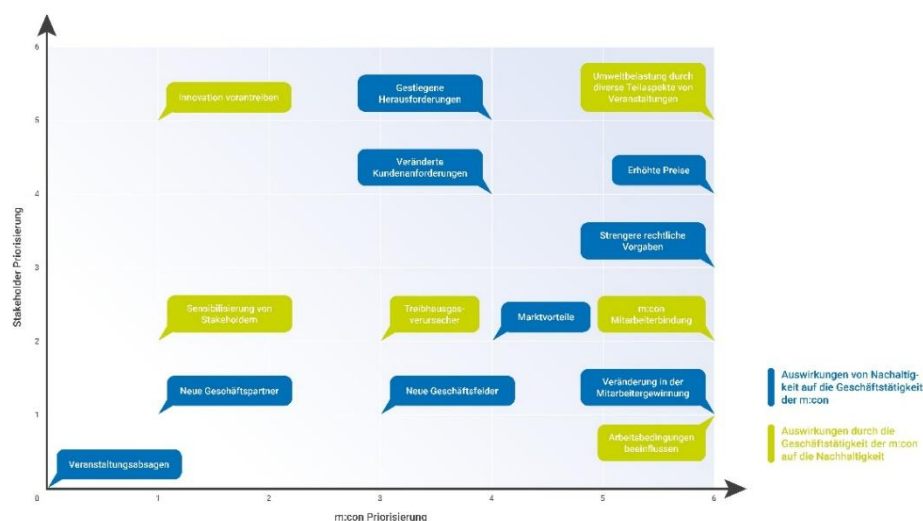 6
Innovation vorantreiben
Gestiegene
Herausforderungen
Umweltbelastung durch
diverse Teilaspekte von
Veranstaltungen
5
Veränderte
Kundenanforderungen
Erhöhte Preise
4
Strengere rechtliche
Vorgaben
3
Stakeholder Priorisierung
Sensibilisierung von
Stakeholdern
Treibhausgas-
verursacher
Marktvorteile
m:con
Mitarbeiterbindung
2
Neue Geschäftspartner
Neue Geschäftsfelder
Veränderung in der
Mitarbeitergewinnung
1
Arbeitsbedingungen
beeinflussen
Veranstaltungsabsagen
0
1
2
3
4
5
6
m:con Priorisierung
Auswirkungen von Nachaltig-
keit auf die Geschäftstätigkeit
der m:con
Auswirkungen durch die
Geschäftstätigkeit der m:con
auf die Nachhaltigkeit